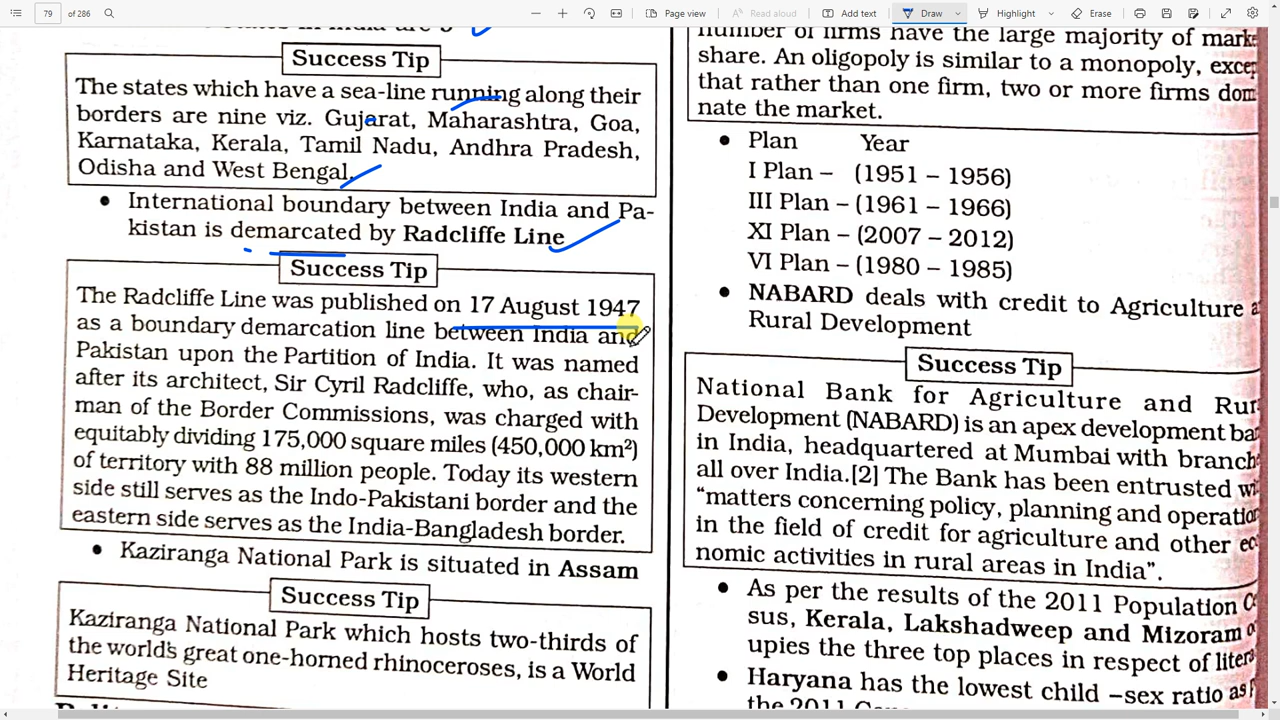 79
of 286
Page view
Read aloud
Add text
Draw
Highlight
Erase
Success Tip
The states which have a sea-line running along their
borders are nine viz. Gujarat, Maharashtra, Goa,
Karnataka, Kerala, Tamil Nadu, Andhra Pradesh,
Odisha and West Bengal.
• International boundary between India and Pa-
kistan is demarcated by Radcliffe Line
Success Tip
The Radcliffe Line was published on 17 August 1947
as a boundary demarcation line between India and
Pakistan upon the Partition of India. It was named
after its architect, Sir Cyril Radcliffe, who, as chair-
man of the Border Commissions, was charged with
equitably dividing 175,000 square miles (450,000 km²)
of territory with 88 million people. Today its western
side still serves as the Indo-Pakistani border and the
eastern side serves as the India-Bangladesh border.
• Kaziranga National Park is situated in Assam
Success Tip
Kaziranga National Park which hosts two-thirds of
the world's great one-horned rhinoceroses, is a World
Heritage Site
number of firms have the large majority of mark
share. An oligopoly is similar to a monopoly, excep
that rather than one firm, two or more firms dom
nate the market.
• Plan Year
I Plan – (1951 – 1956)
III Plan – (1961 – 1966)
XI Plan – (2007 – 2012)
VI Plan – (1980 – 1985)
• NABARD deals with credit to Agriculture a
Rural Development
Success Tip
National Bank for Agriculture and Rur
Development (NABARD) is an apex development ba
in India, headquartered at Mumbai with branch
all over India.[2] The Bank has been entrusted wi
“matters concerning policy, planning and operation
in the field of credit for agriculture and other ec
nomic activities in rural areas in India”.
• As per the results of the 2011 Population C
sus, Kerala, Lakshadweep and Mizoram o
upies the three top places in respect of litera
• Haryana has the lowest child –sex ratio as